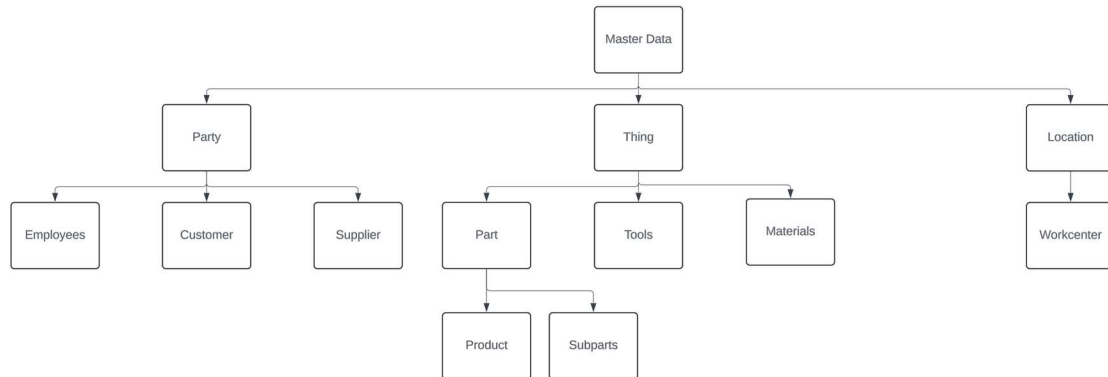 Master Data
Party
Thing
Location
Employees
Customer
Supplier
Part
Tools
Materials
Workcenter
Product
Subparts